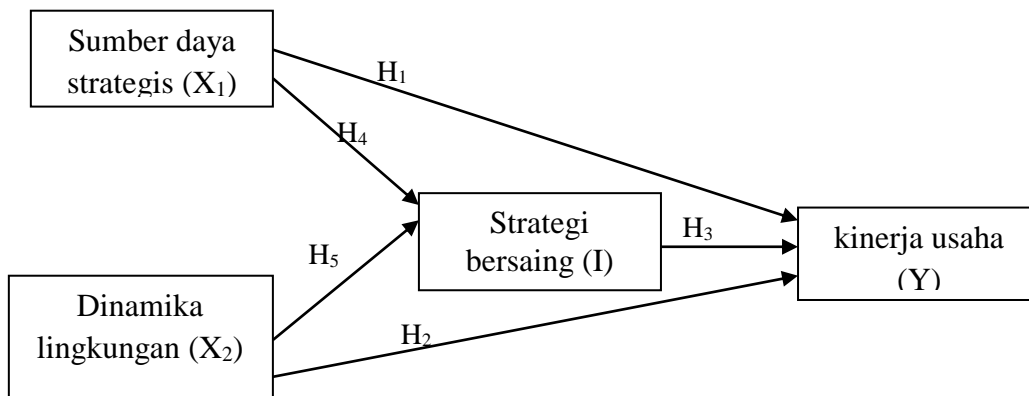 Sumber daya
strategis (X₁)
H₁
H₄
Strategi
bersaing (I)
H₃
kinerja usaha
(Y)
H₅
Dinamika
lingkungan (X₂)
H₂